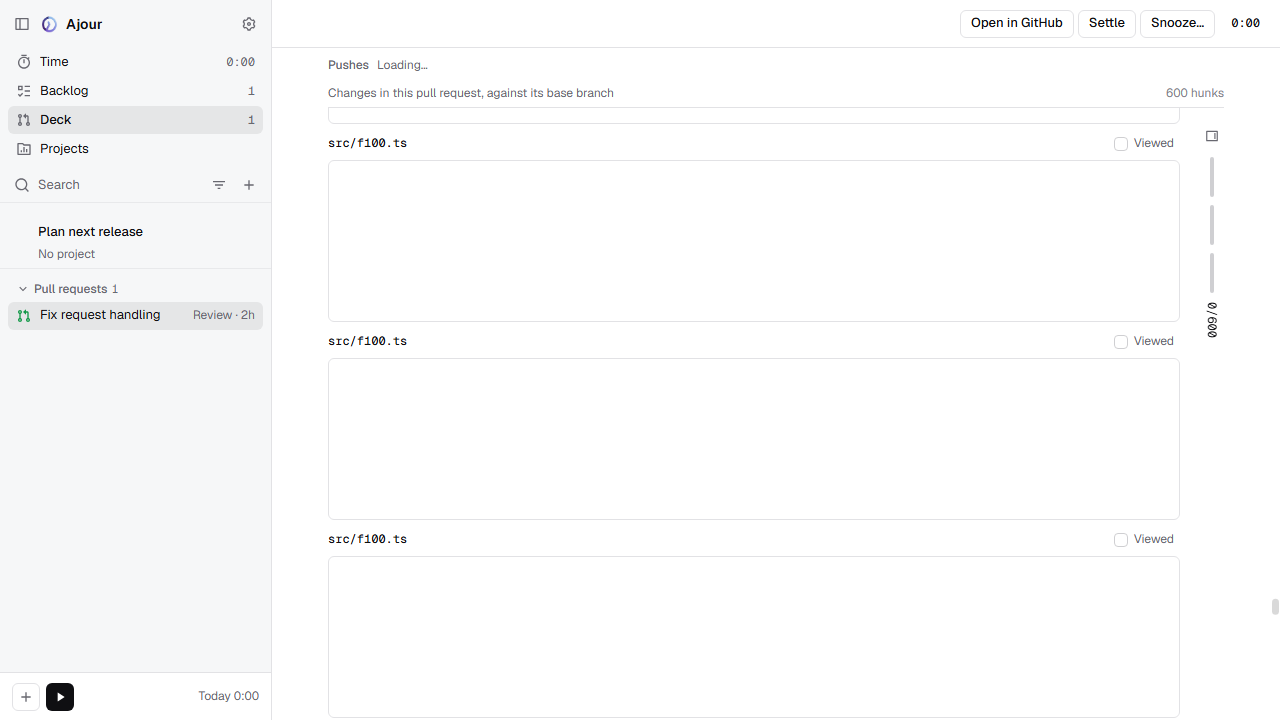 Ajour
Time 0:00
Backlog 1
Deck 1
Projects
Search
Plan next release
No project
Pull requests 1
Fix request handling Review · 2h
Today 0:00
Open in GitHub Settle Snooze… 0:00
Pushes Loading…
Changes in this pull request, against its base branch 600 hunks
src/f100.ts Viewed
src/f100.ts Viewed
src/f100.ts Viewed
0/600